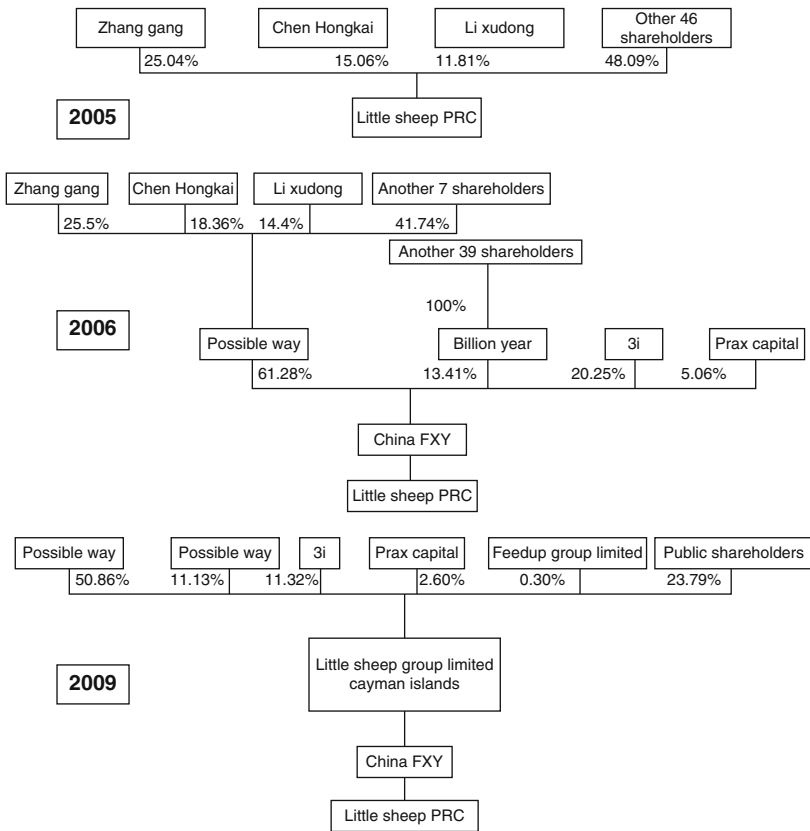 Zhang gang
Chen Hongkai
Li xudong
Other 46
shareholders
25.04%
15.06%
11.81%
48.09%
2005
Little sheep PRC
Zhang gang
Chen Hongkai
Li xudong
Another 7 shareholders
25.5%
18.36%
14.4%
41.74%
Another 39 shareholders
100%
2006
Possible way
Billion year
3i
Prax capital
61.28%
13.41%
20.25%
5.06%
China FXY
Little sheep PRC
Possible way
Possible way
3i
Prax capital
Feedup group limited
Public shareholders
50.86%
11.13%
11.32%
2.60%
0.30%
23.79%
Little sheep group limited
cayman islands
2009
China FXY
Little sheep PRC